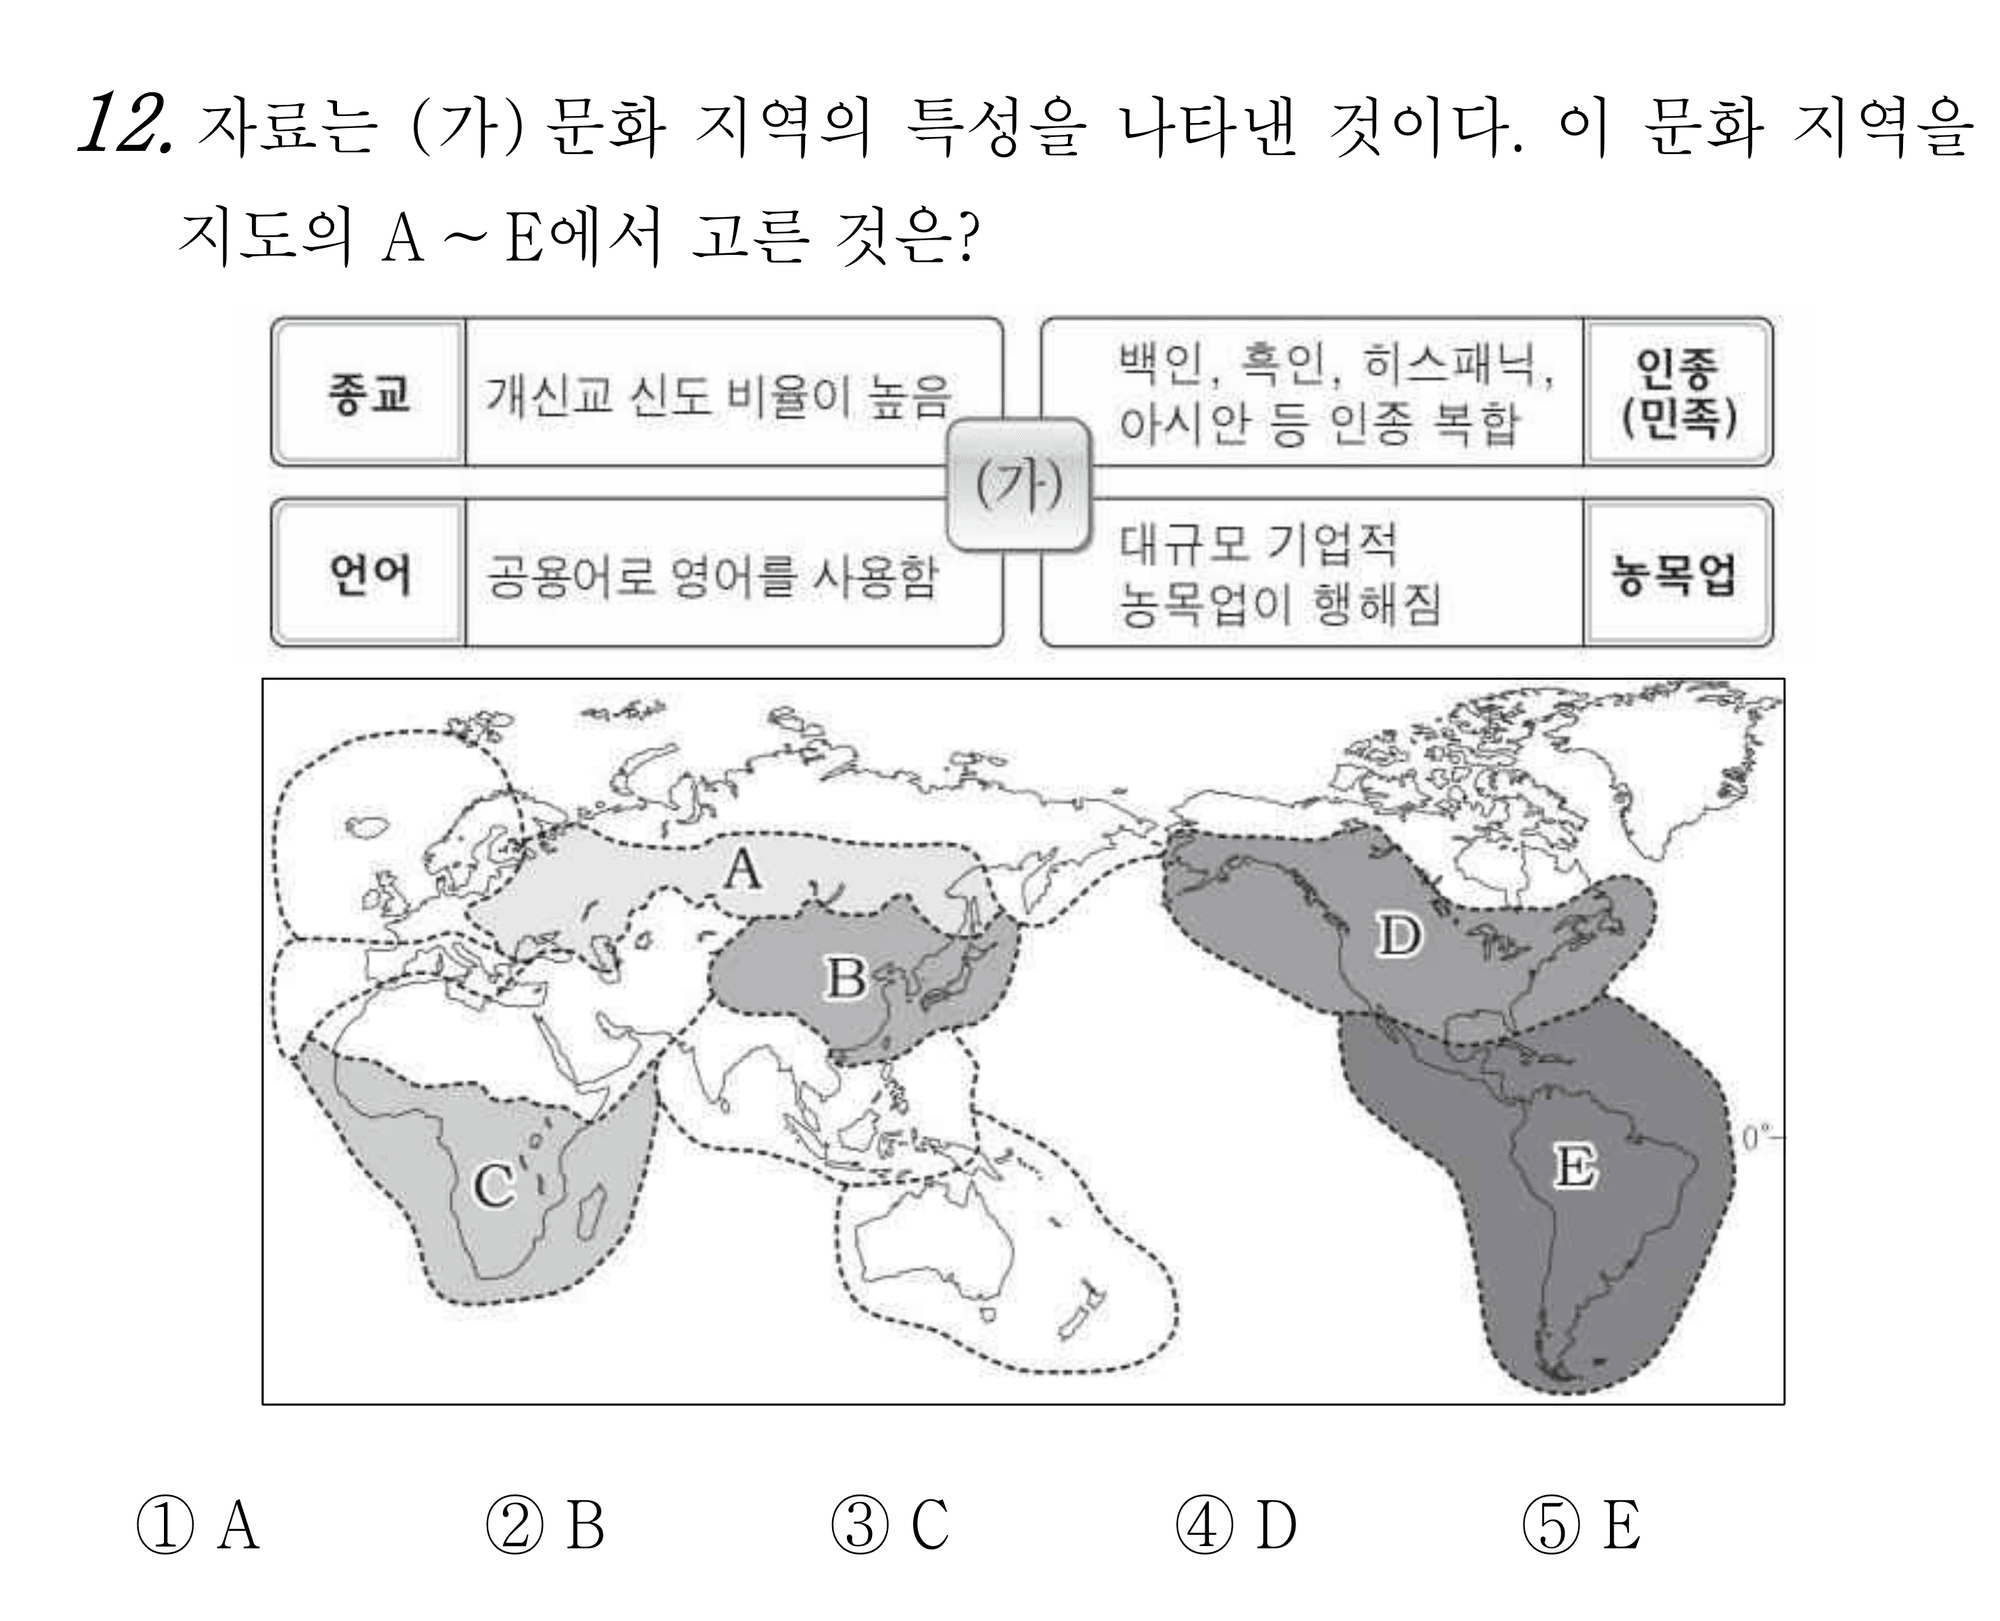 12. 자료는 (가) 문화 지역의 특성을 나타낸 것이다. 이 문화 지역을
지도의 A ~ E에서 고른 것은?
종교
개신교 신도 비율이 높음
백인, 흑인, 히스패닉,
아시안 등 인종 복합
인종
(민족)
(가)
언어
공용어로 영어를 사용함
대규모 기업적
농목업이 행해짐
농목업
A
B
C
D
E
0°
① A ② B ③ C ④ D ⑤ E